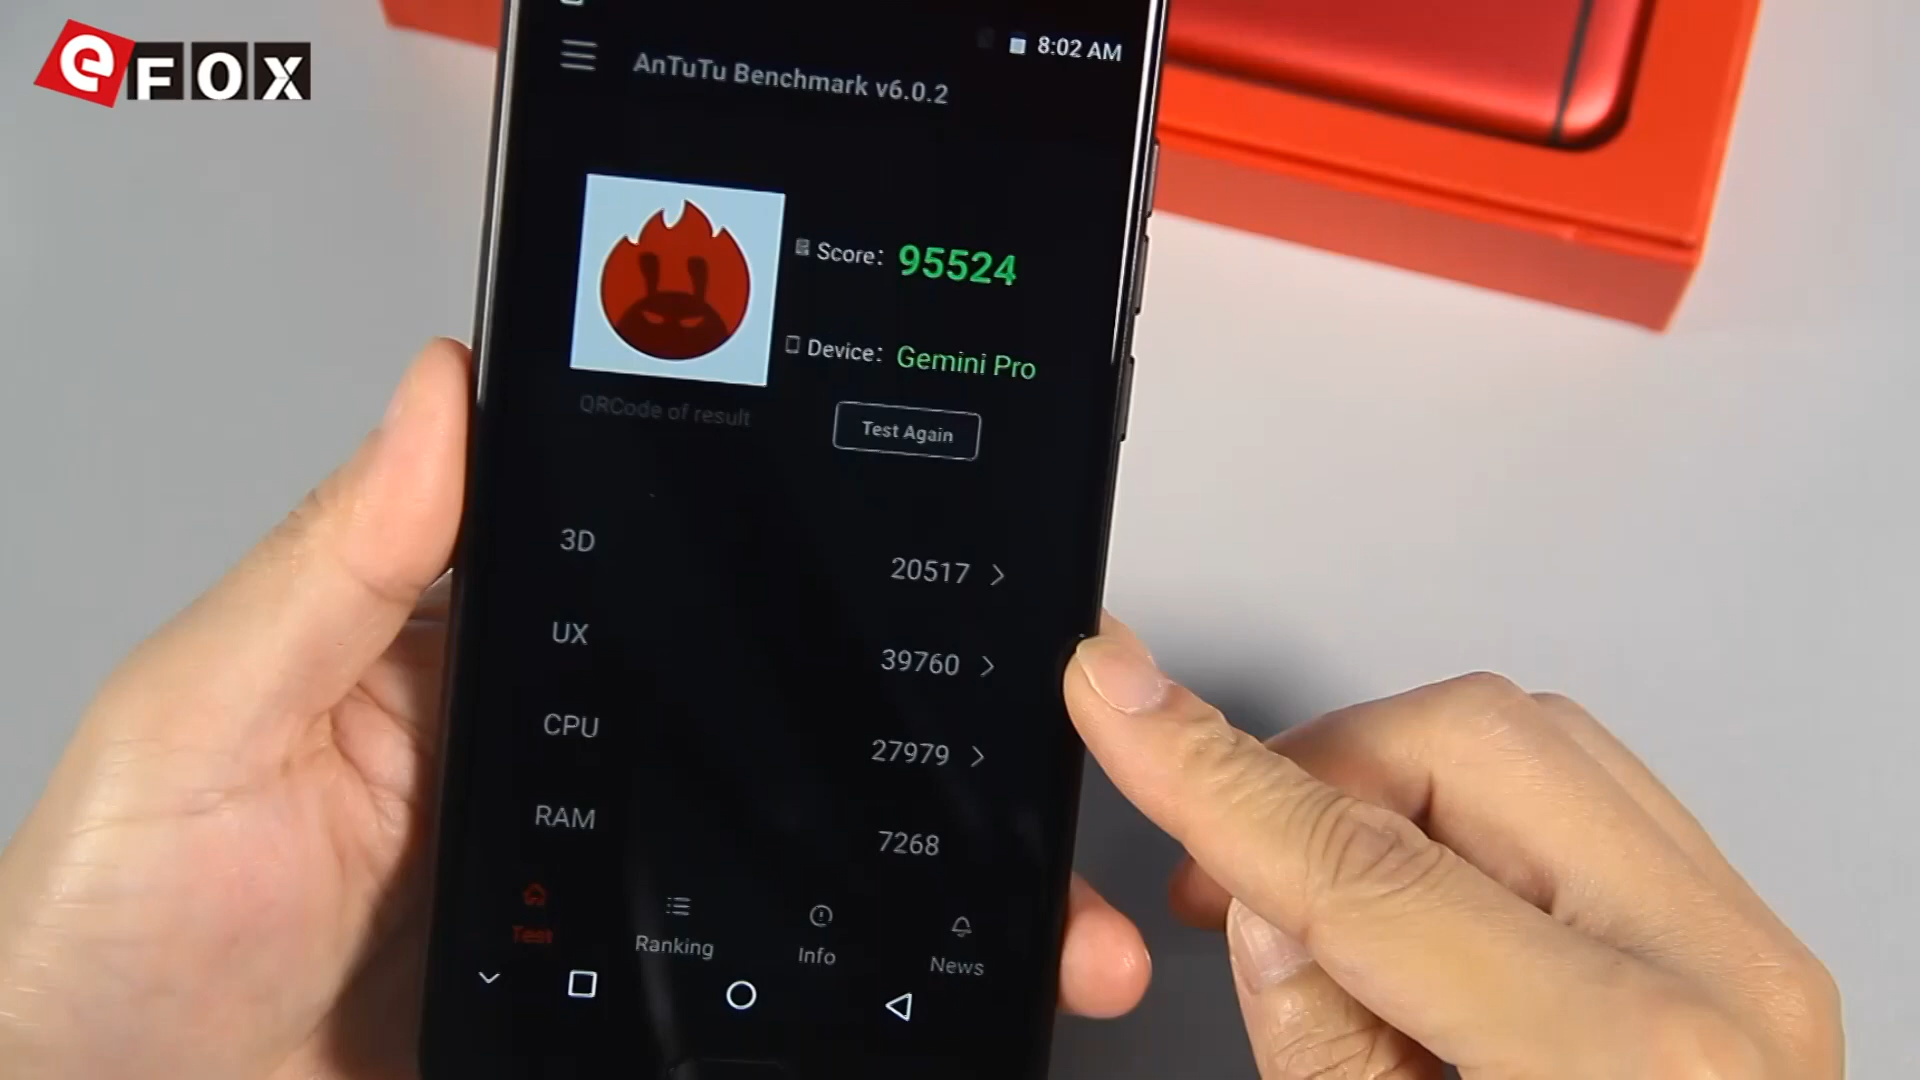 eFOX
8:02 AM
AnTuTu Benchmark v6.0.2
Score: 95524
Device: Gemini Pro
QRCode of result
Test Again
3D 20517
UX 39760
CPU 27979
RAM 7268
Test Ranking Info News